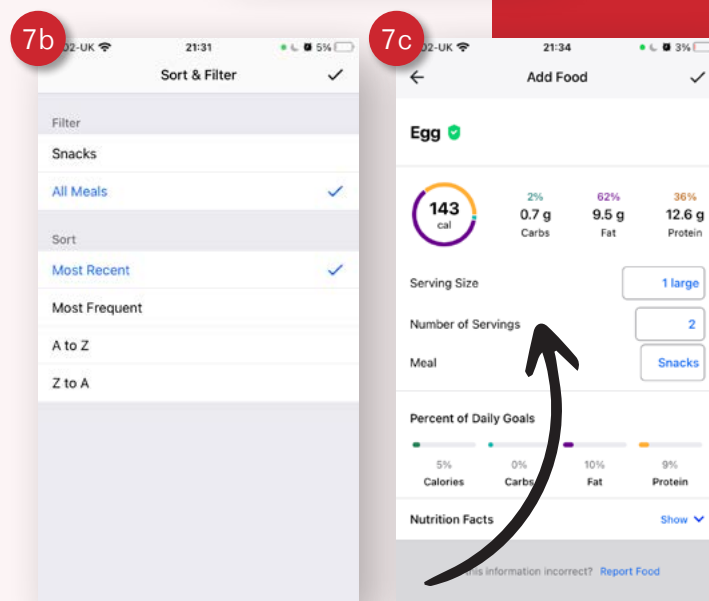 7b
2-UK
21:31
5%
Sort & Filter
Filter
Snacks
All Meals
Sort
Most Recent
Most Frequent
A to Z
Z to A
7c
2-UK
21:34
3%
Add Food
Egg
143
cal
2%
0.7 g
Carbs
62%
9.5 g
Fat
36%
12.6 g
Protein
Serving Size
1 large
Number of Servings
2
Meal
Snacks
Percent of Daily Goals
5%
Calories
0%
Carbs
10%
Fat
9%
Protein
Nutrition Facts
Show
this information incorrect? Report Food